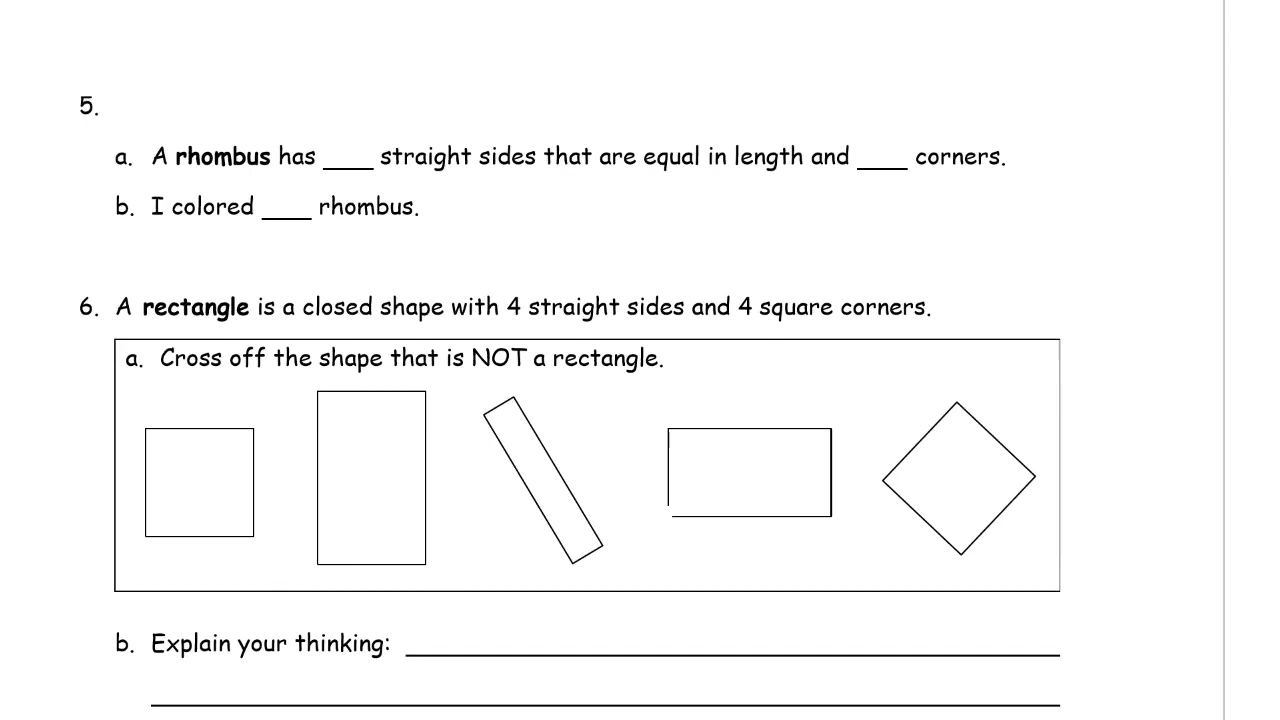 5.
a. A rhombus has ____ straight sides that are equal in length and ____ corners.
b. I colored ____ rhombus.
6. A rectangle is a closed shape with 4 straight sides and 4 square corners.
a. Cross off the shape that is NOT a rectangle.
b. Explain your thinking: